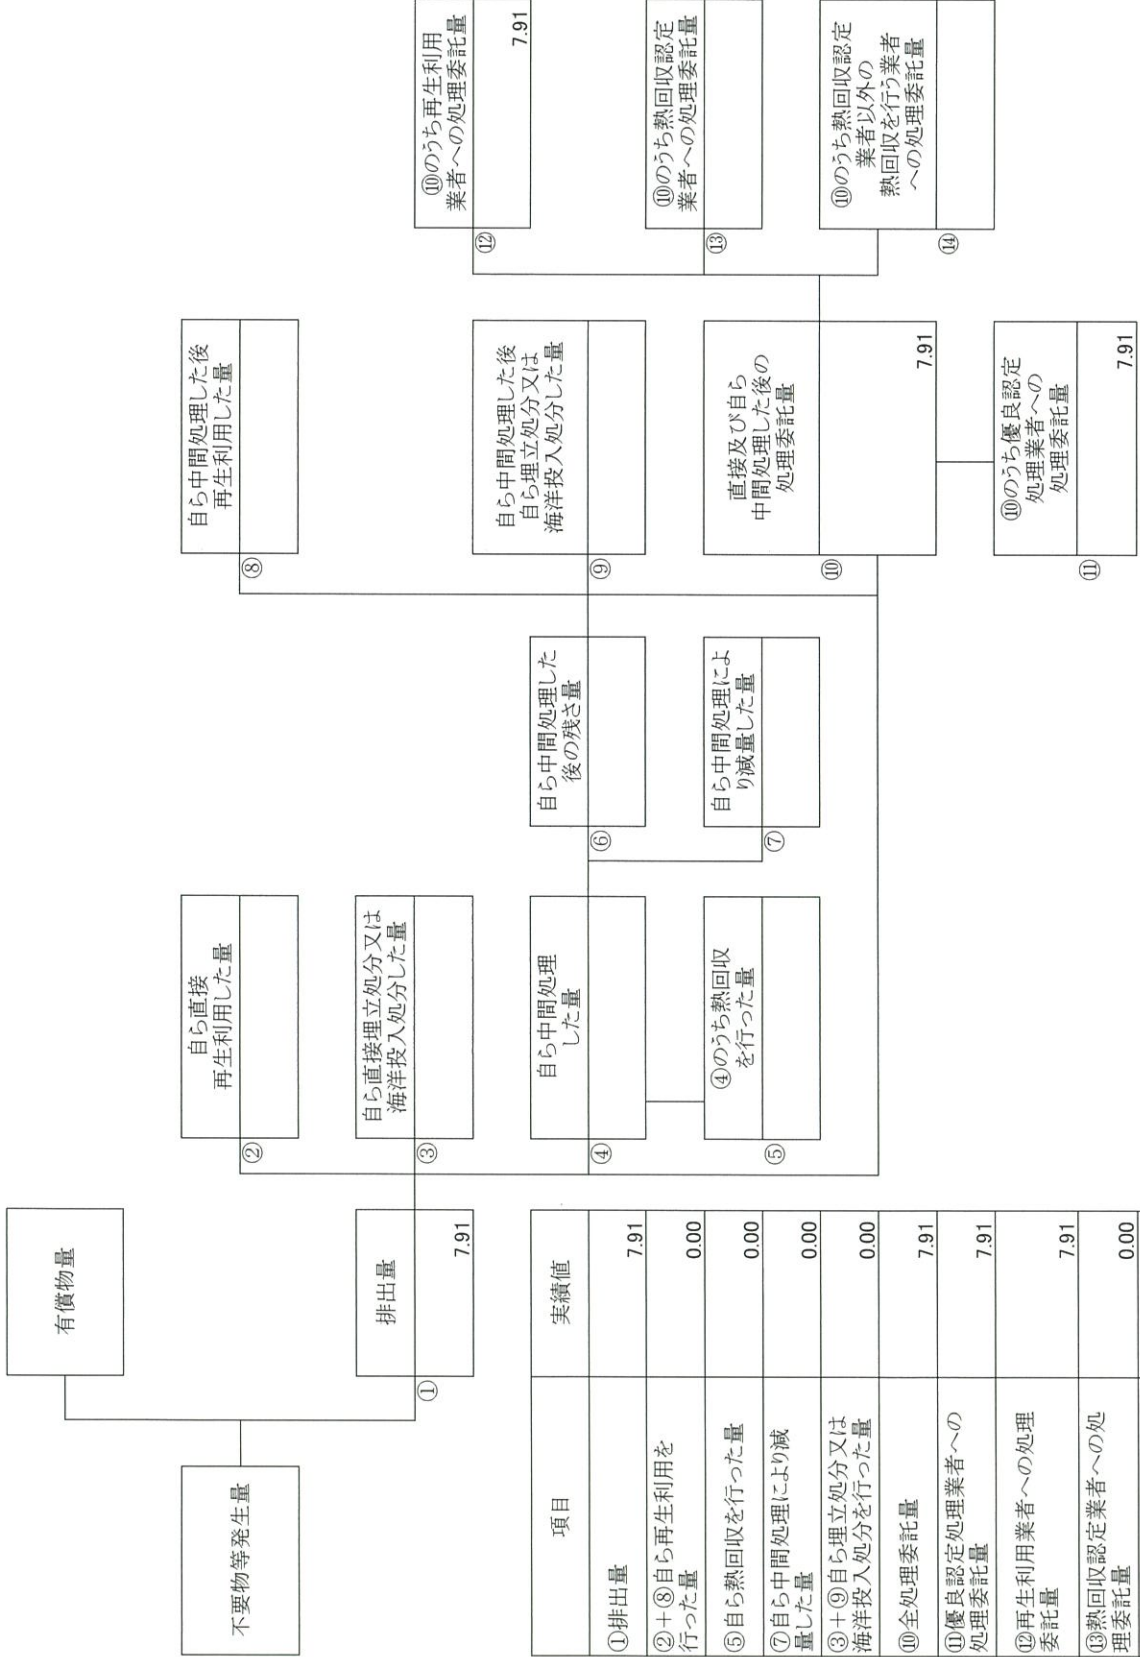 不要物等発生量
有償物量
排出量
①
7.91
自ら直接
再生利用した量
②
自ら直接埋立処分又は
海洋投入処分した量
③
自ら中間処理
した量
④
④のうち熱回収
を行った量
⑤
自ら中間処理した
後の残さ量
⑥
自ら中間処理によ
り減量した量
⑦
自ら中間処理した後
再生利用した量
⑧
自ら中間処理した後
自ら埋立処分又は
海洋投入処分した量
⑨
直接及び自ら
中間処理した後の
処理委託量
⑩
7.91
⑩のうち優良認定
処理業者への
処理委託量
⑪
7.91
⑩のうち再生利用
業者への処理委託量
⑫
7.91
⑩のうち熱回収認定
業者への処理委託量
⑬
⑩のうち熱回収認定
業者以外の
熱回収を行う業者
への処理委託量
⑭
項目 実績値
①排出量 7.91
②+⑧自ら再生利用を
行った量 0.00
⑤自ら熱回収を行った量 0.00
⑦自ら中間処理により減
量した量 0.00
③+⑨自ら埋立処分又は
海洋投入処分を行った量 0.00
⑩全処理委託量 7.91
⑪優良認定処理業者への
処理委託量 7.91
⑫再生利用業者への処理
委託量 7.91
⑬熱回収認定業者への処
理委託量 0.00